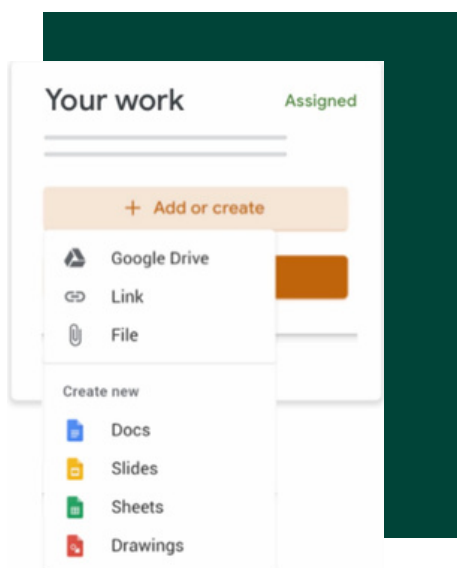 Your work
Assigned
+ Add or create
Google Drive
Link
File
Create new
Docs
Slides
Sheets
Drawings